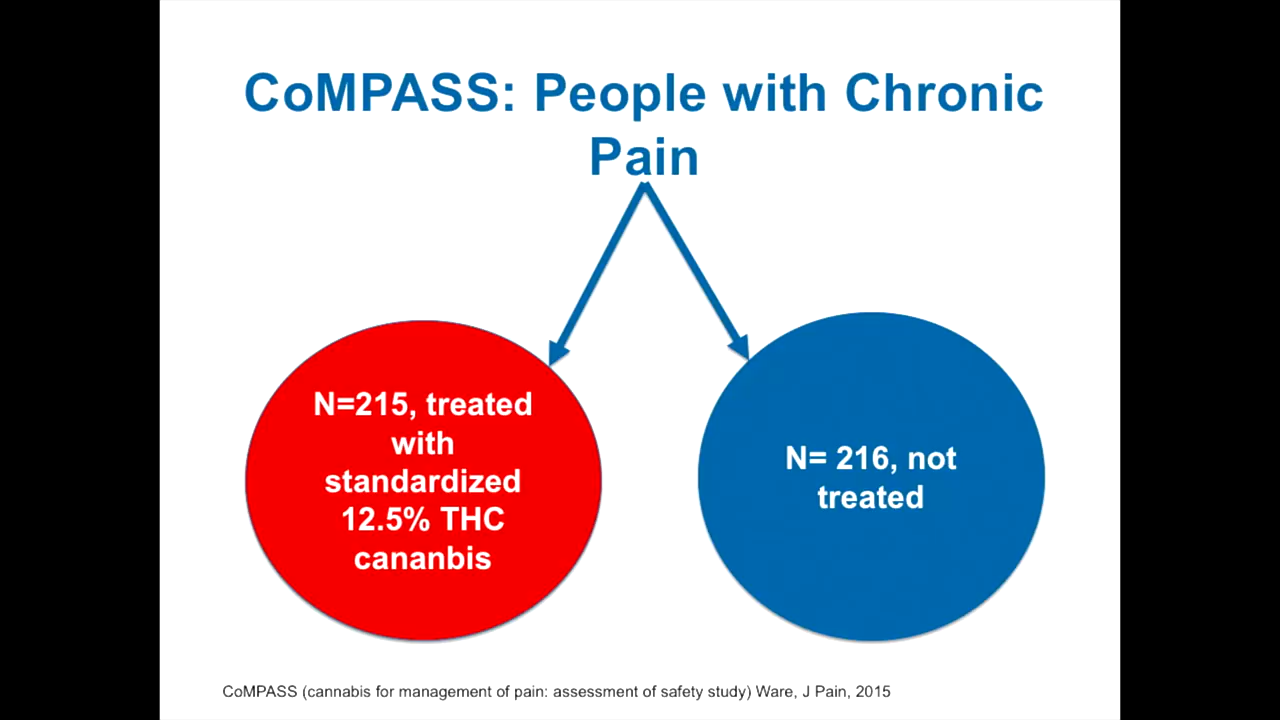 CoMPASS: People with Chronic
Pain
N=215, treated
with
standardized
12.5% THC
cananbis
N= 216, not
treated
CoMPASS (cannabis for management of pain: assessment of safety study) Ware, J Pain, 2015